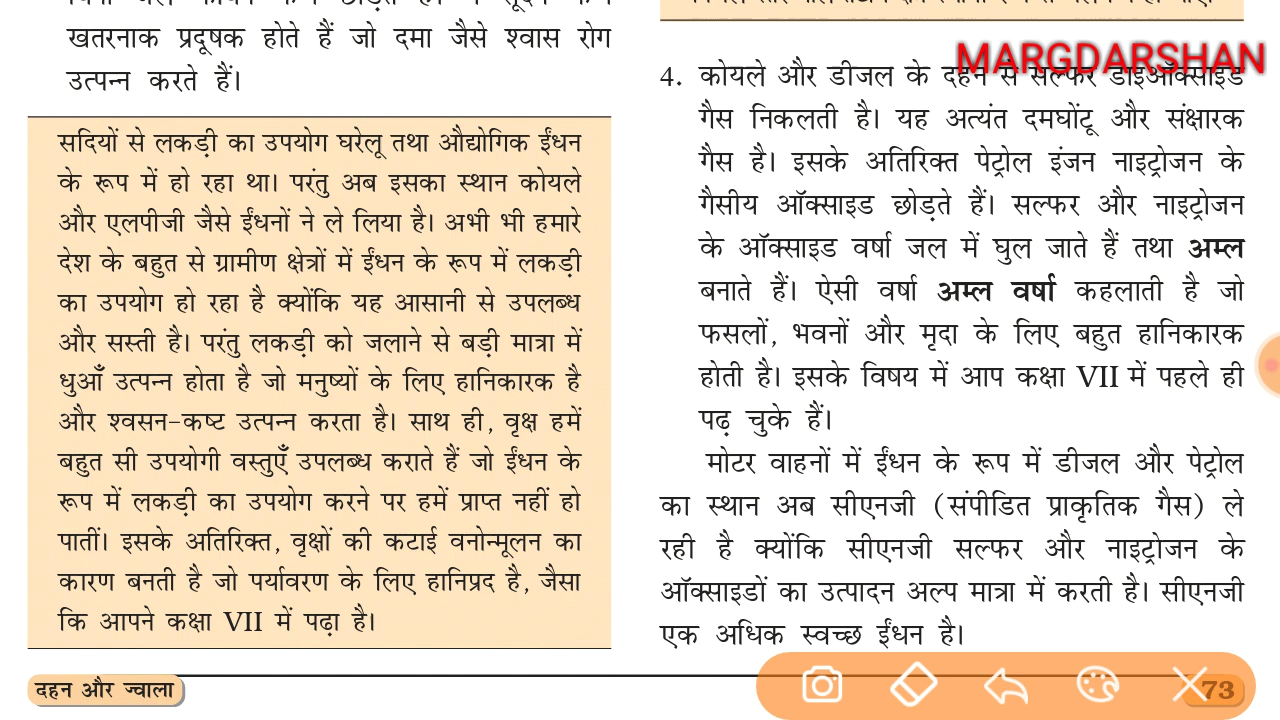 खतरनाक प्रदूषक होते हैं जो दमा जैसे श्वास रोग
उत्पन्न करते हैं।
सदियों से लकड़ी का उपयोग घरेलू तथा औद्योगिक ईंधन
के रूप में हो रहा था। परंतु अब इसका स्थान कोयले
और एलपीजी जैसे ईंधनों ने ले लिया है। अभी भी हमारे
देश के बहुत से ग्रामीण क्षेत्रों में ईंधन के रूप में लकड़ी
का उपयोग हो रहा है क्योंकि यह आसानी से उपलब्ध
और सस्ती है। परंतु लकड़ी को जलाने से बड़ी मात्रा में
धुआँ उत्पन्न होता है जो मनुष्यों के लिए हानिकारक है
और श्वसन-कष्ट उत्पन्न करता है। साथ ही, वृक्ष हमें
बहुत सी उपयोगी वस्तुएँ उपलब्ध कराते हैं जो ईंधन के
रूप में लकड़ी का उपयोग करने पर हमें प्राप्त नहीं हो
पातीं। इसके अतिरिक्त, वृक्षों की कटाई वनोन्मूलन का
कारण बनती है जो पर्यावरण के लिए हानिप्रद है, जैसा
कि आपने कक्षा VII में पढ़ा है।
MARGDARSHAN
4. कोयले और डीजल के दहन से सल्फर डाइऑक्साइड
गैस निकलती है। यह अत्यंत दमघोंटू और संक्षारक
गैस है। इसके अतिरिक्त पेट्रोल इंजन नाइट्रोजन के
गैसीय ऑक्साइड छोड़ते हैं। सल्फर और नाइट्रोजन
के ऑक्साइड वर्षा जल में घुल जाते हैं तथा अम्ल
बनाते हैं। ऐसी वर्षा अम्ल वर्षा कहलाती है जो
फसलों, भवनों और मृदा के लिए बहुत हानिकारक
होती है। इसके विषय में आप कक्षा VII में पहले ही
पढ़ चुके हैं।
मोटर वाहनों में ईंधन के रूप में डीजल और पेट्रोल
का स्थान अब सीएनजी (संपीडित प्राकृतिक गैस) ले
रही है क्योंकि सीएनजी सल्फर और नाइट्रोजन के
ऑक्साइडों का उत्पादन अल्प मात्रा में करती है। सीएनजी
एक अधिक स्वच्छ ईंधन है।
दहन और ज्वाला
73